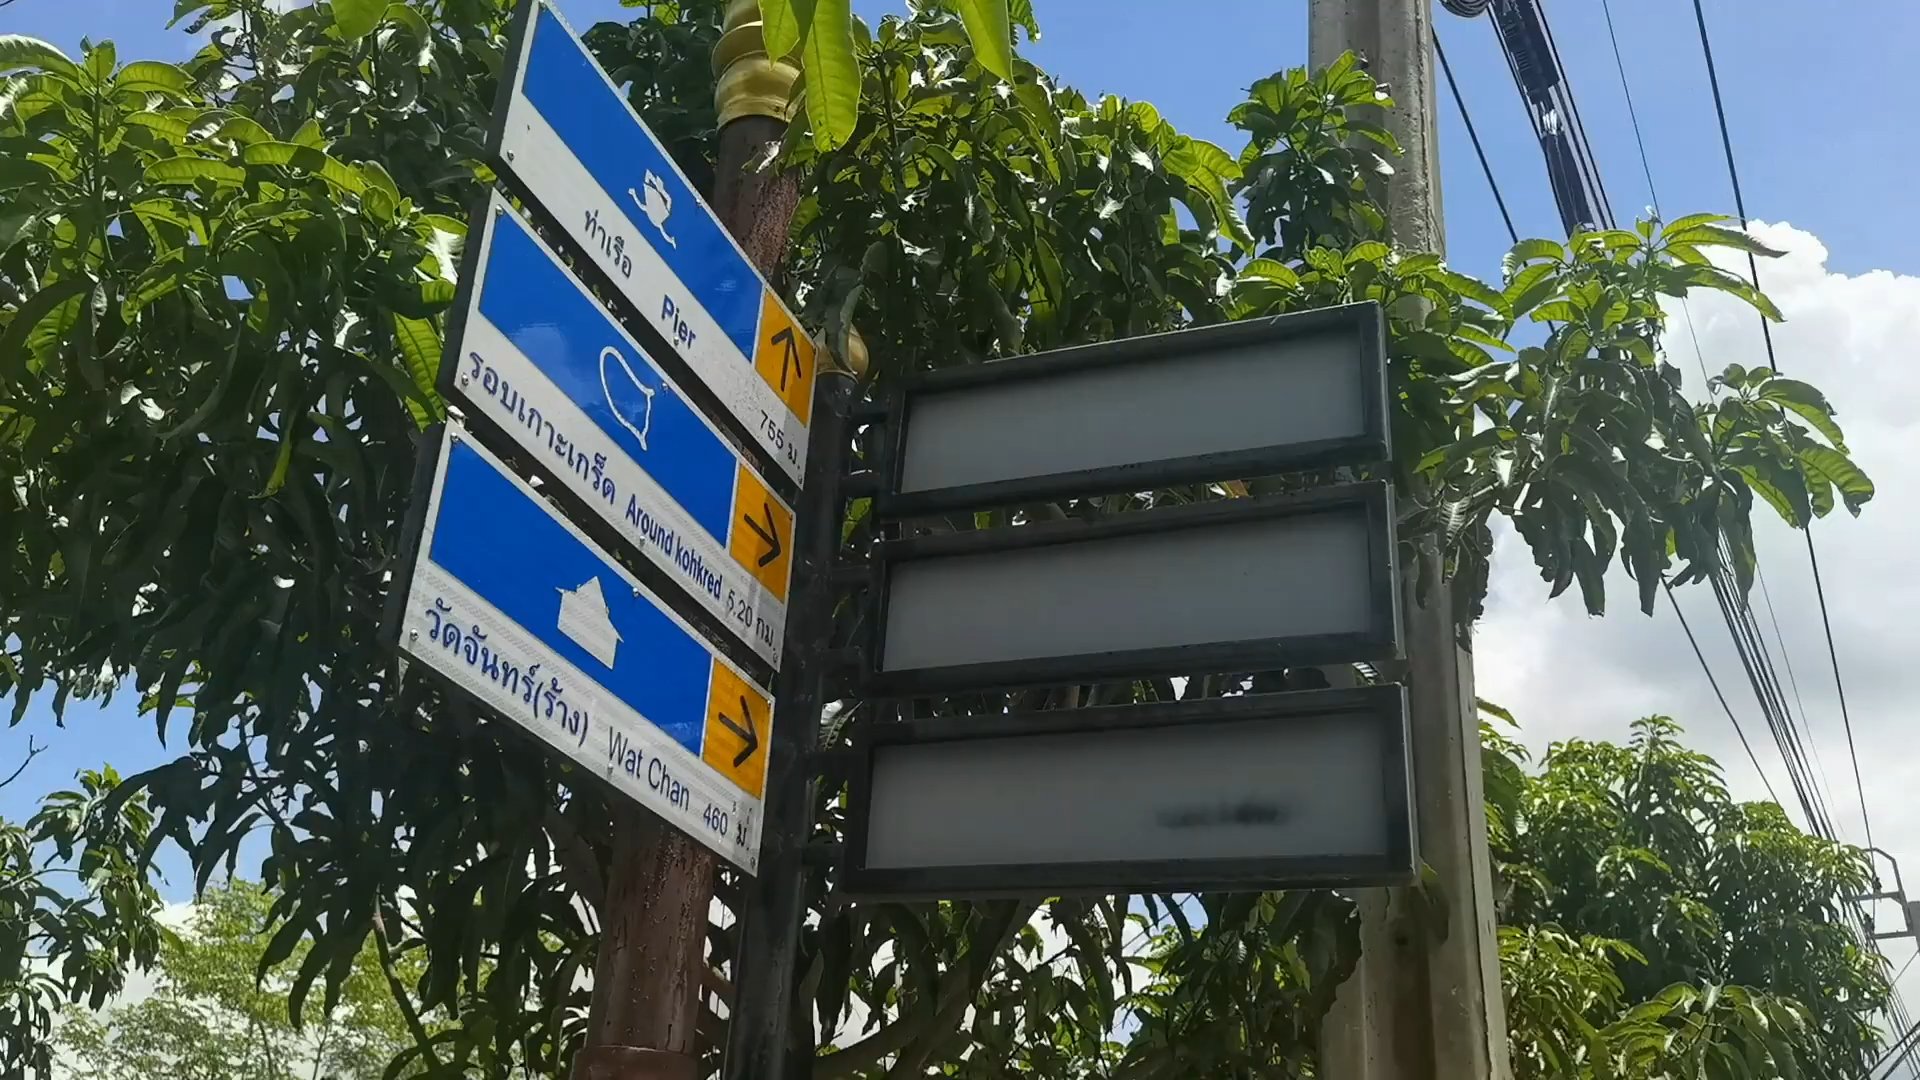 ท่าเรือ Pier 755 ม.
รอบเกาะเกร็ด Around kohkred 5.20 กม.
วัดจันทร์(ร้าง) Wat Chan 460 ม.